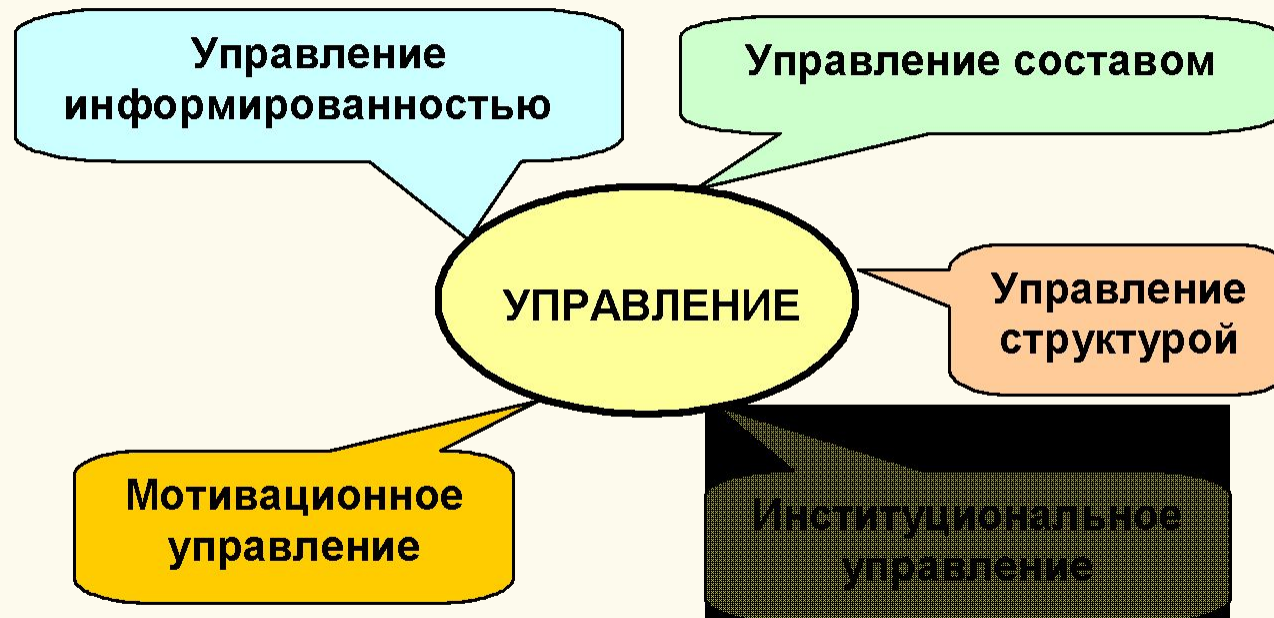 Управление
информированностью
Управление составом
УПРАВЛЕНИЕ
Управление
структурой
Мотивационное
управление
Институциональное
управление